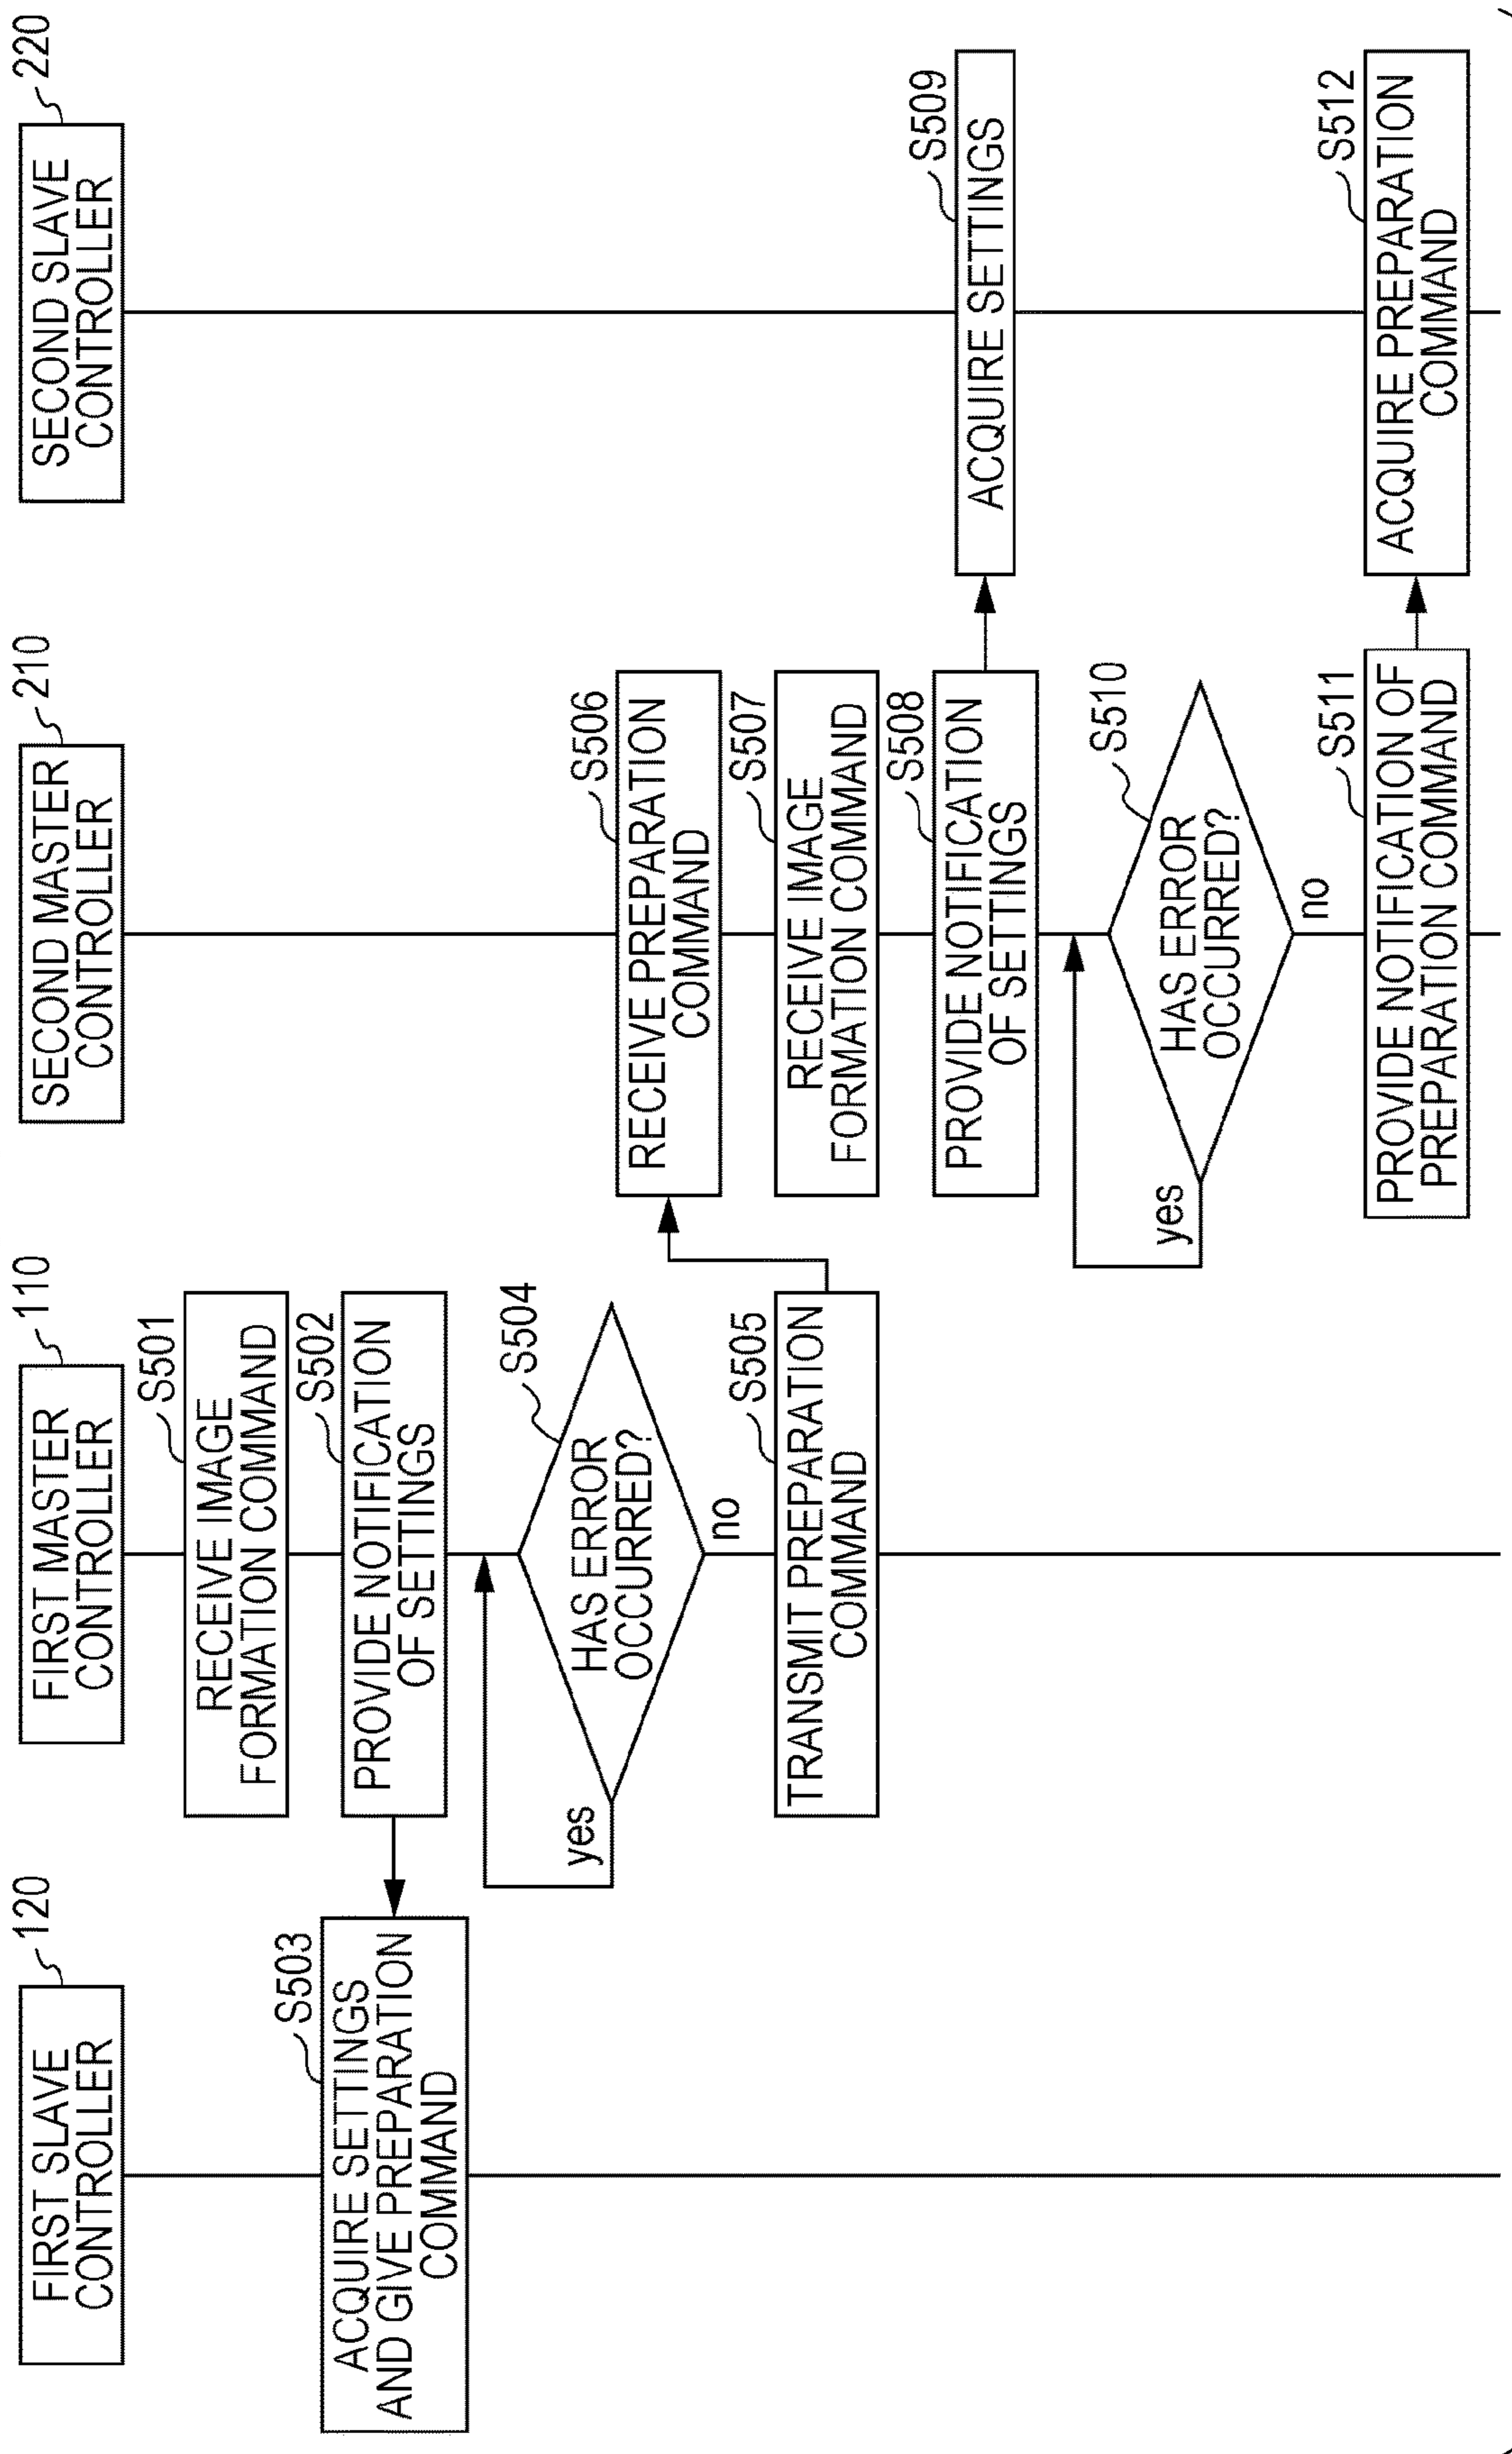 120
FIRST SLAVE
CONTROLLER
110
FIRST MASTER
CONTROLLER
210
SECOND MASTER
CONTROLLER
220
SECOND SLAVE
CONTROLLER
S501
RECEIVE IMAGE
FORMATION COMMAND
S502
PROVIDE NOTIFICATION
OF SETTINGS
S503
ACQUIRE SETTINGS
AND GIVE PREPARATION
COMMAND
S504
HAS ERROR
OCCURRED?
yes
no
S505
TRANSMIT PREPARATION
COMMAND
S506
RECEIVE PREPARATION
COMMAND
S507
RECEIVE IMAGE
FORMATION COMMAND
S508
PROVIDE NOTIFICATION
OF SETTINGS
S509
ACQUIRE SETTINGS
S510
HAS ERROR
OCCURRED?
yes
no
S511
PROVIDE NOTIFICATION OF
PREPARATION COMMAND
S512
ACQUIRE PREPARATION
COMMAND